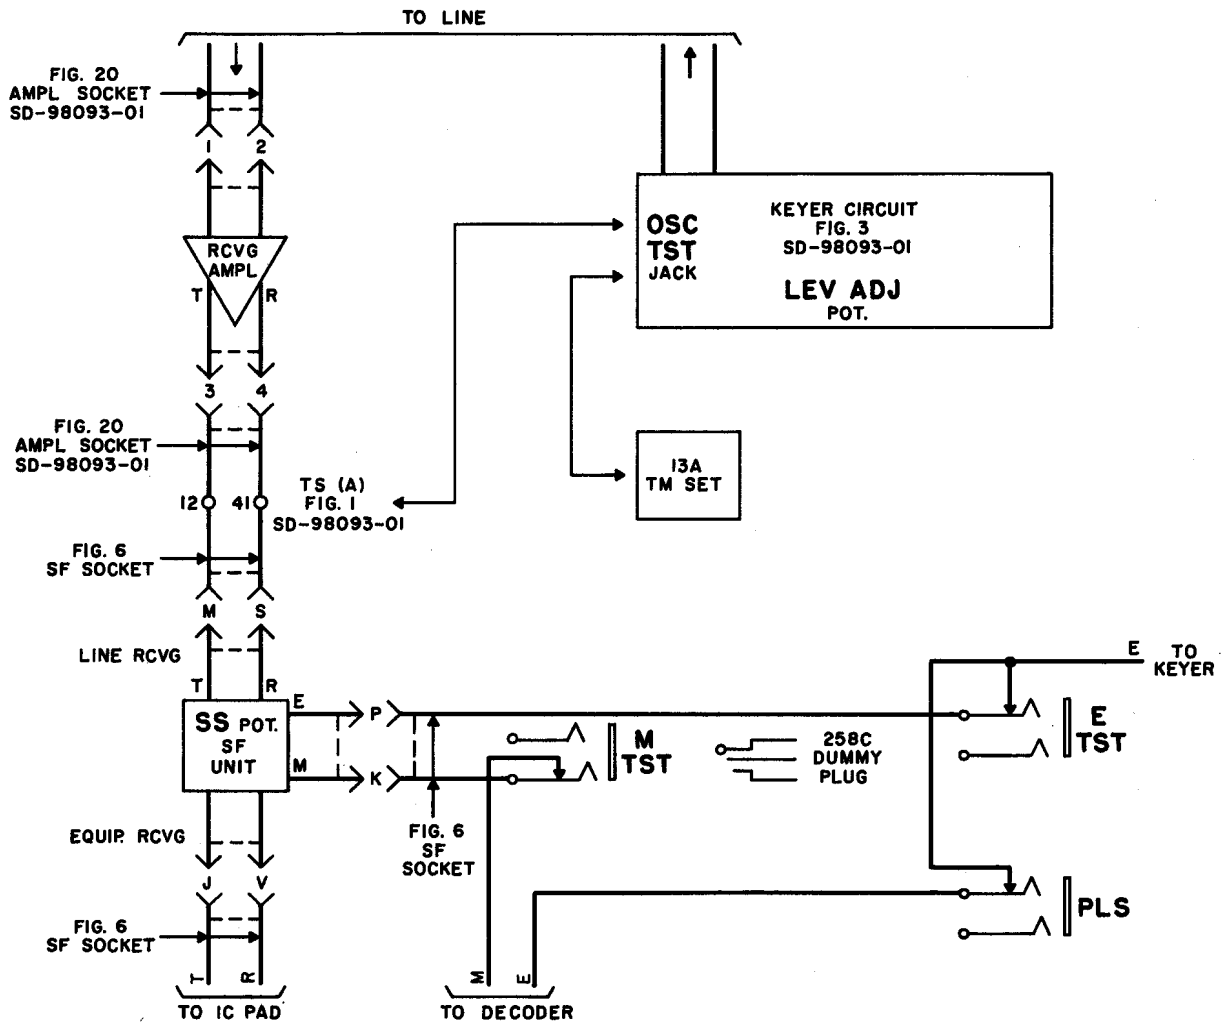 TO LINE
FIG. 20
AMPL SOCKET
SD-98093-01
1 2
RCVG
AMPL
T R
3 4
FIG. 20
AMPL SOCKET
SD-98093-01
12 41
TS (A)
FIG. 1
SD-98093-01
FIG. 6
SF SOCKET
M S
LINE RCVG
T R
OSC
TST
JACK
KEYER CIRCUIT
FIG. 3
SD-98093-01
LEV ADJ
POT.
13A
TM SET
SS POT.
SF
UNIT
E
M
P
K
M
TST
258C
DUMMY
PLUG
E
TST
E
TO
KEYER
FIG. 6
SF
SOCKET
EQUIP. RCVG
J V
FIG. 6
SF SOCKET
T R
TO IC PAD
M E
TO DECODER
PLS